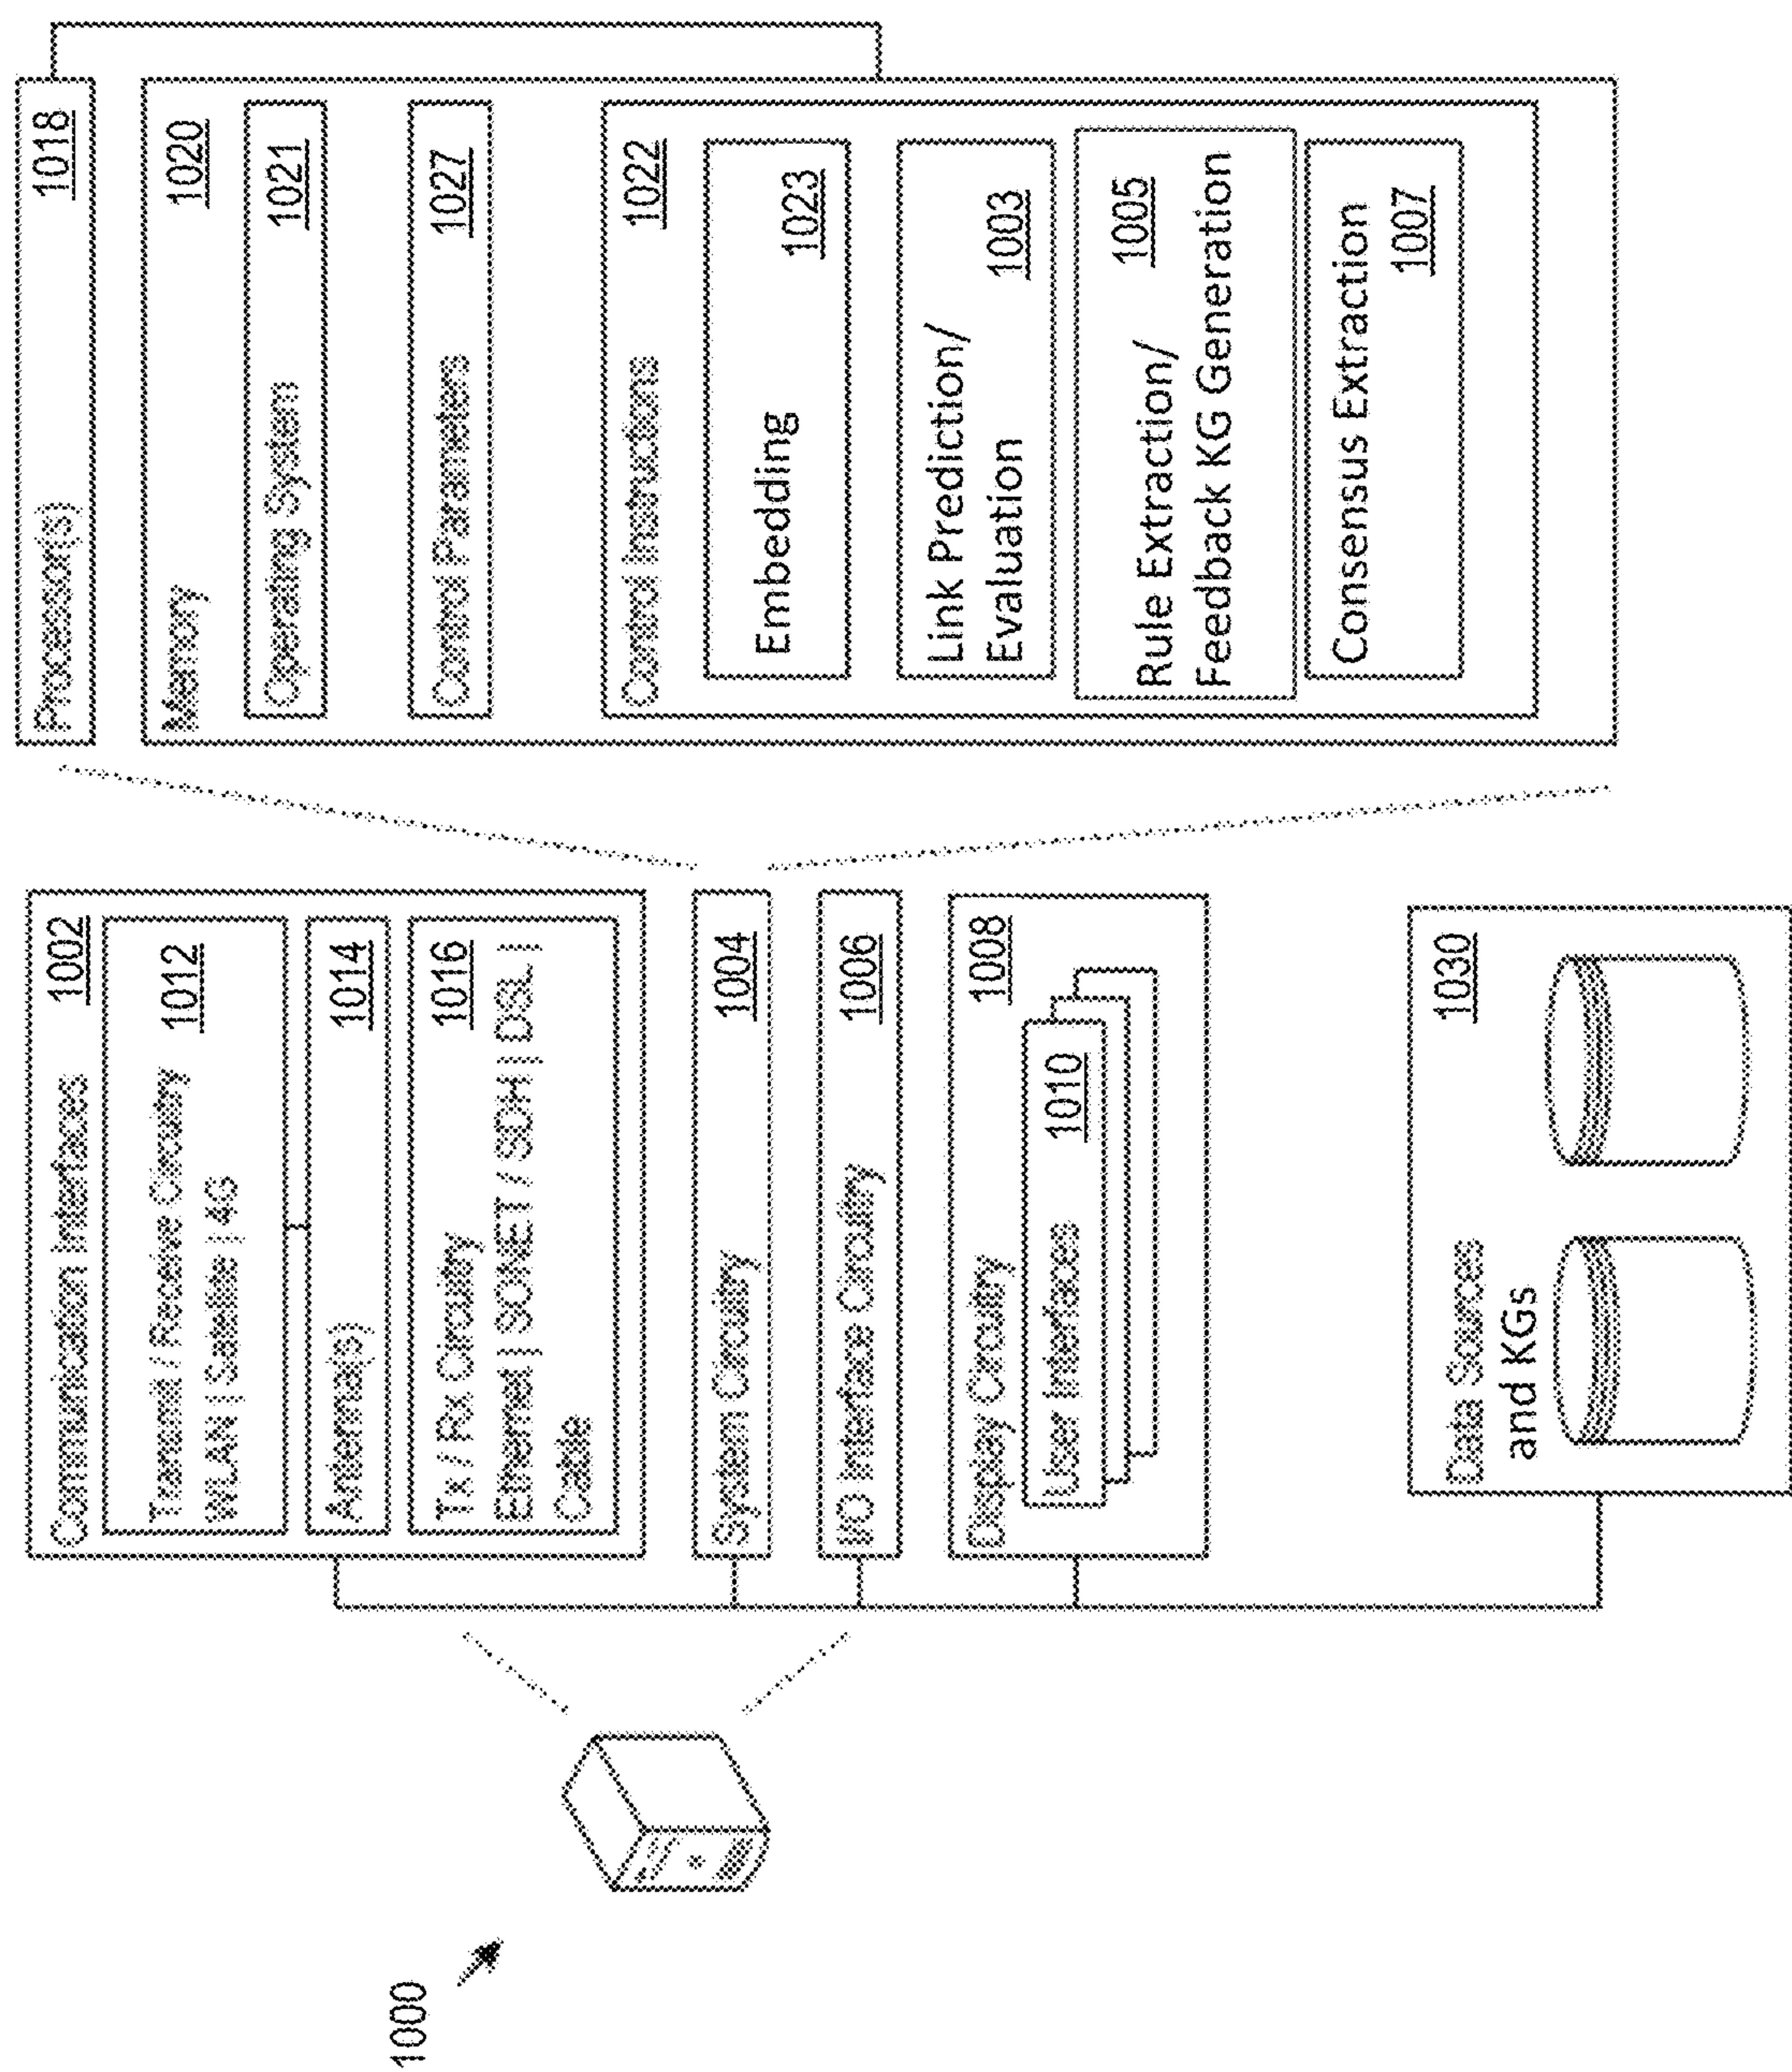 1000
Communication Interfaces 1002
Transmit / Receive Circuitry 1012
WLAN | Satellite | 4G
Antenna(s) 1014
Tx / Rx Circuitry 1016
Ethernet | SONET / SDH | DSL |
Cable
System Circuitry 1004
I/O Interface Circuitry 1006
Display Circuitry 1008
User Interfaces 1010
Data Sources 1030
and KGs
Processor(s) 1018
Memory 1020
Operating System 1021
Control Parameters 1027
Control Instructions 1022
Embedding
1023
Link Prediction/
Evaluation 1003
Rule Extraction/ 1005
Feedback KG Generation
Consensus Extraction
1007